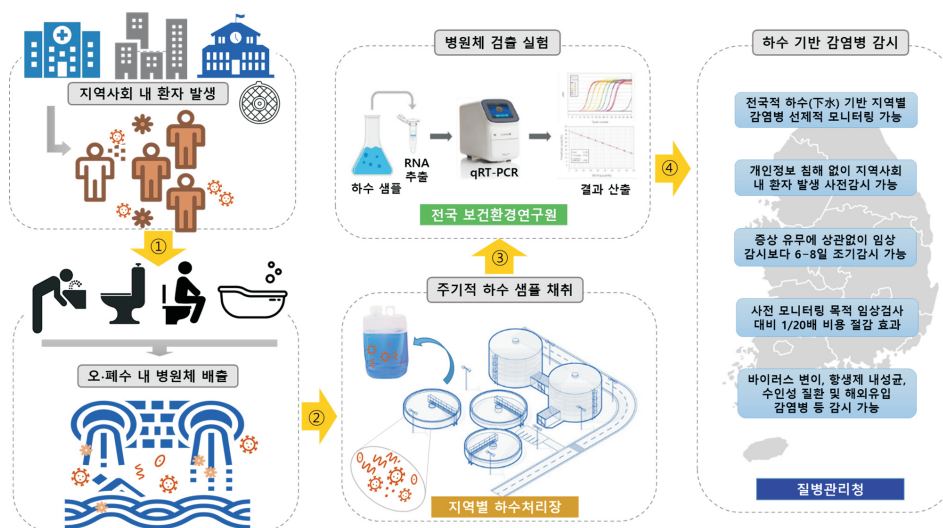 지역사회 내 환자 발생
①
오·폐수 내 병원체 배출
②
주기적 하수 샘플 채취
지역별 하수처리장
③
병원체 검출 실험
RNA
추출
하수 샘플
qRT-PCR
결과 산출
전국 보건환경연구원
④
하수 기반 감염병 감시
전국적 하수(下水) 기반 지역별
감염병 선제적 모니터링 가능
개인정보 침해 없이 지역사회
내 환자 발생 사전감시 가능
증상 유무에 상관없이 임상
감시보다 6-8일 조기감시 가능
사전 모니터링 목적 임상검사
대비 1/20배 비용 절감 효과
바이러스 변이, 항생제 내성균,
수인성 질환 및 해외유입
감염병 등 감시 가능
질병관리청